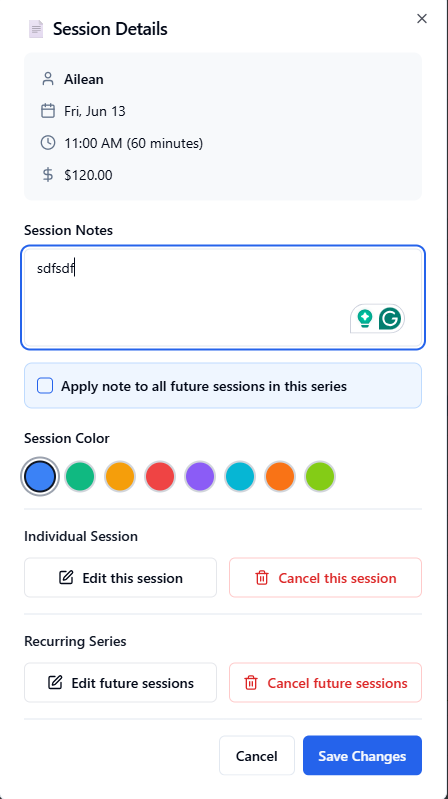 Session Details
Ailean
Fri, Jun 13
11:00 AM (60 minutes)
$120.00
Session Notes
sdfsdf
Apply note to all future sessions in this series
Session Color
Individual Session
Edit this session
Cancel this session
Recurring Series
Edit future sessions
Cancel future sessions
Cancel
Save Changes